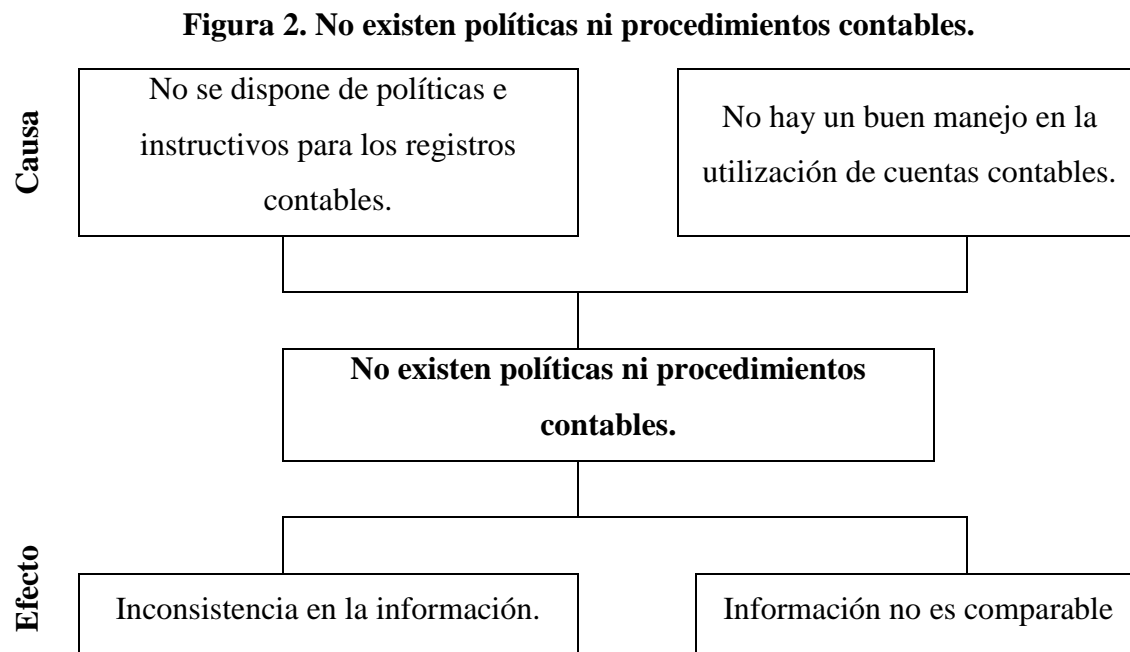 Figura 2. No existen políticas ni procedimientos contables.
Causa
No se dispone de políticas e
instructivos para los registros
contables.
No hay un buen manejo en la
utilización de cuentas contables.
No existen políticas ni procedimientos
contables.
Efecto
Inconsistencia en la información.
Información no es comparable